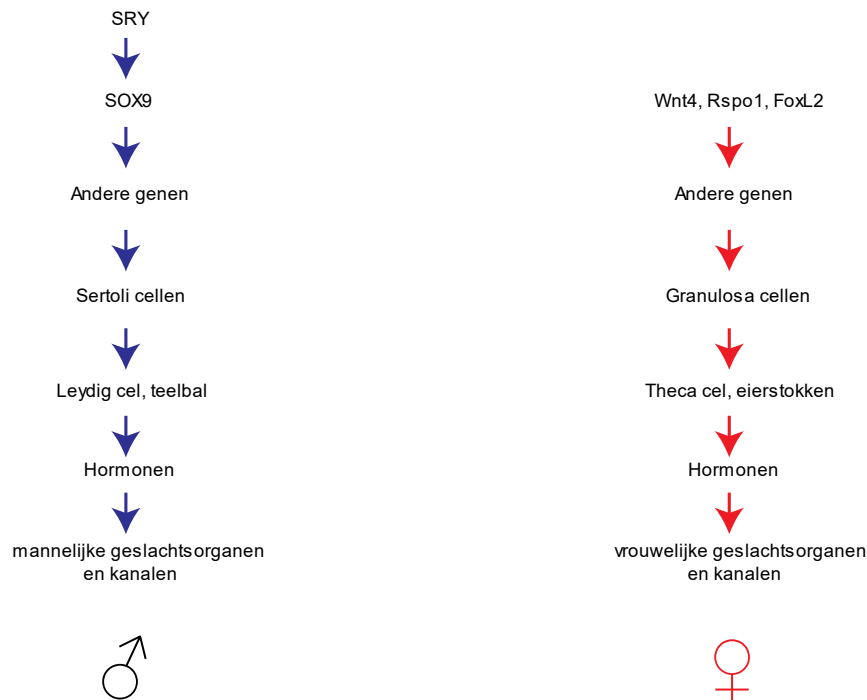 SRY
SOX9
Andere genen
Sertoli cellen
Leydig cel, teelbal
Hormonen
mannelijke geslachtsorganen
en kanalen
Wnt4, Rspo1, FoxL2
Andere genen
Granulosa cellen
Theca cel, eierstokken
Hormonen
vrouwelijke geslachtsorganen
en kanalen